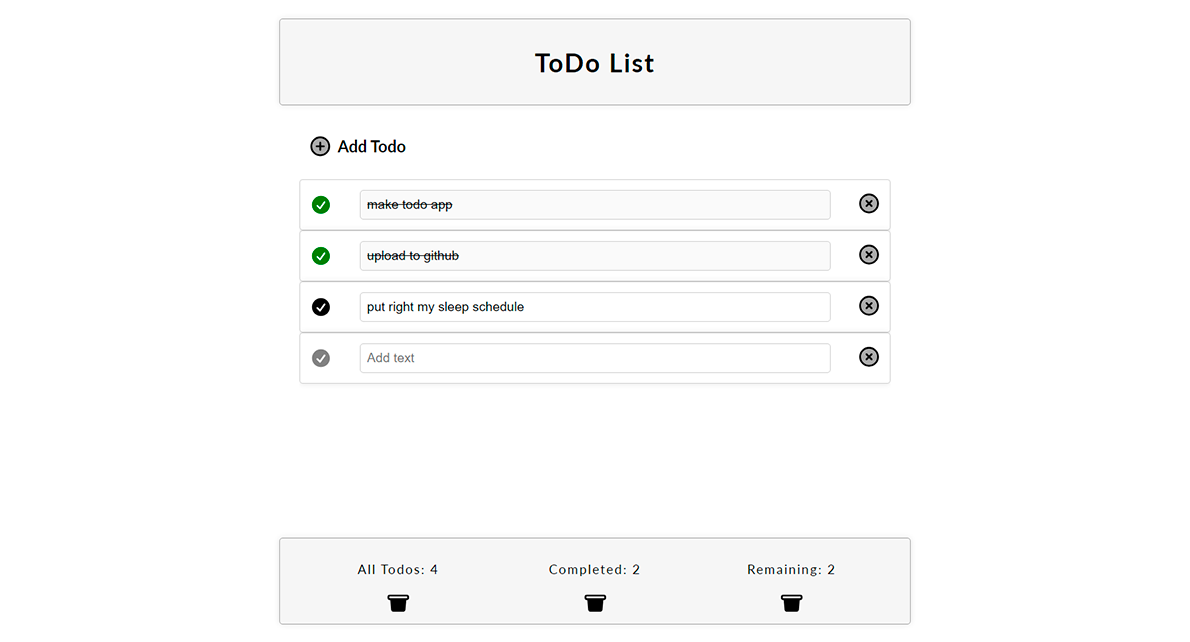 ToDo List
Add Todo
make todo app
upload to github
put right my sleep schedule
Add text
All Todos: 4 Completed: 2 Remaining: 2